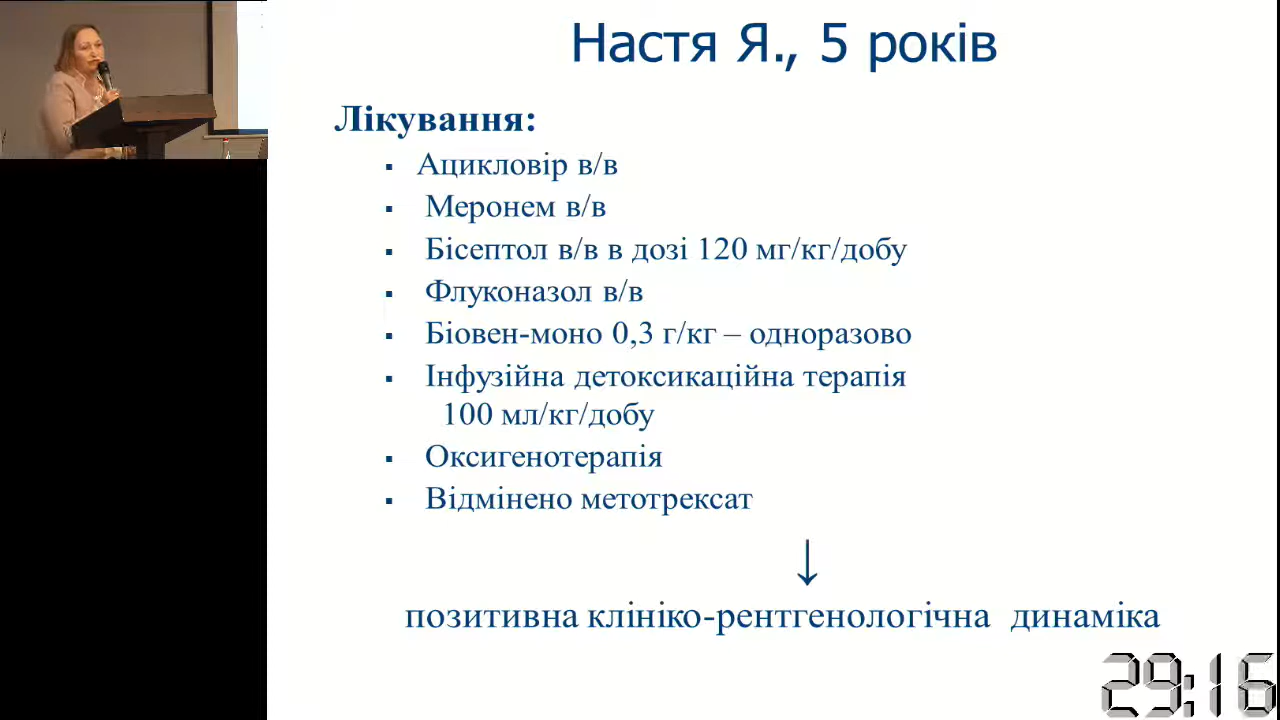 Настя Я., 5 років
Лікування:
▪ Ацикловір в/в
▪ Меронем в/в
▪ Бісептол в/в в дозі 120 мг/кг/добу
▪ Флуконазол в/в
▪ Біовен-моно 0,3 г/кг – одноразово
▪ Інфузійна детоксикаційна терапія
100 мл/кг/добу
▪ Оксигенотерапія
▪ Відмінено метотрексат
↓
позитивна клініко-рентгенологічна динаміка
29:16